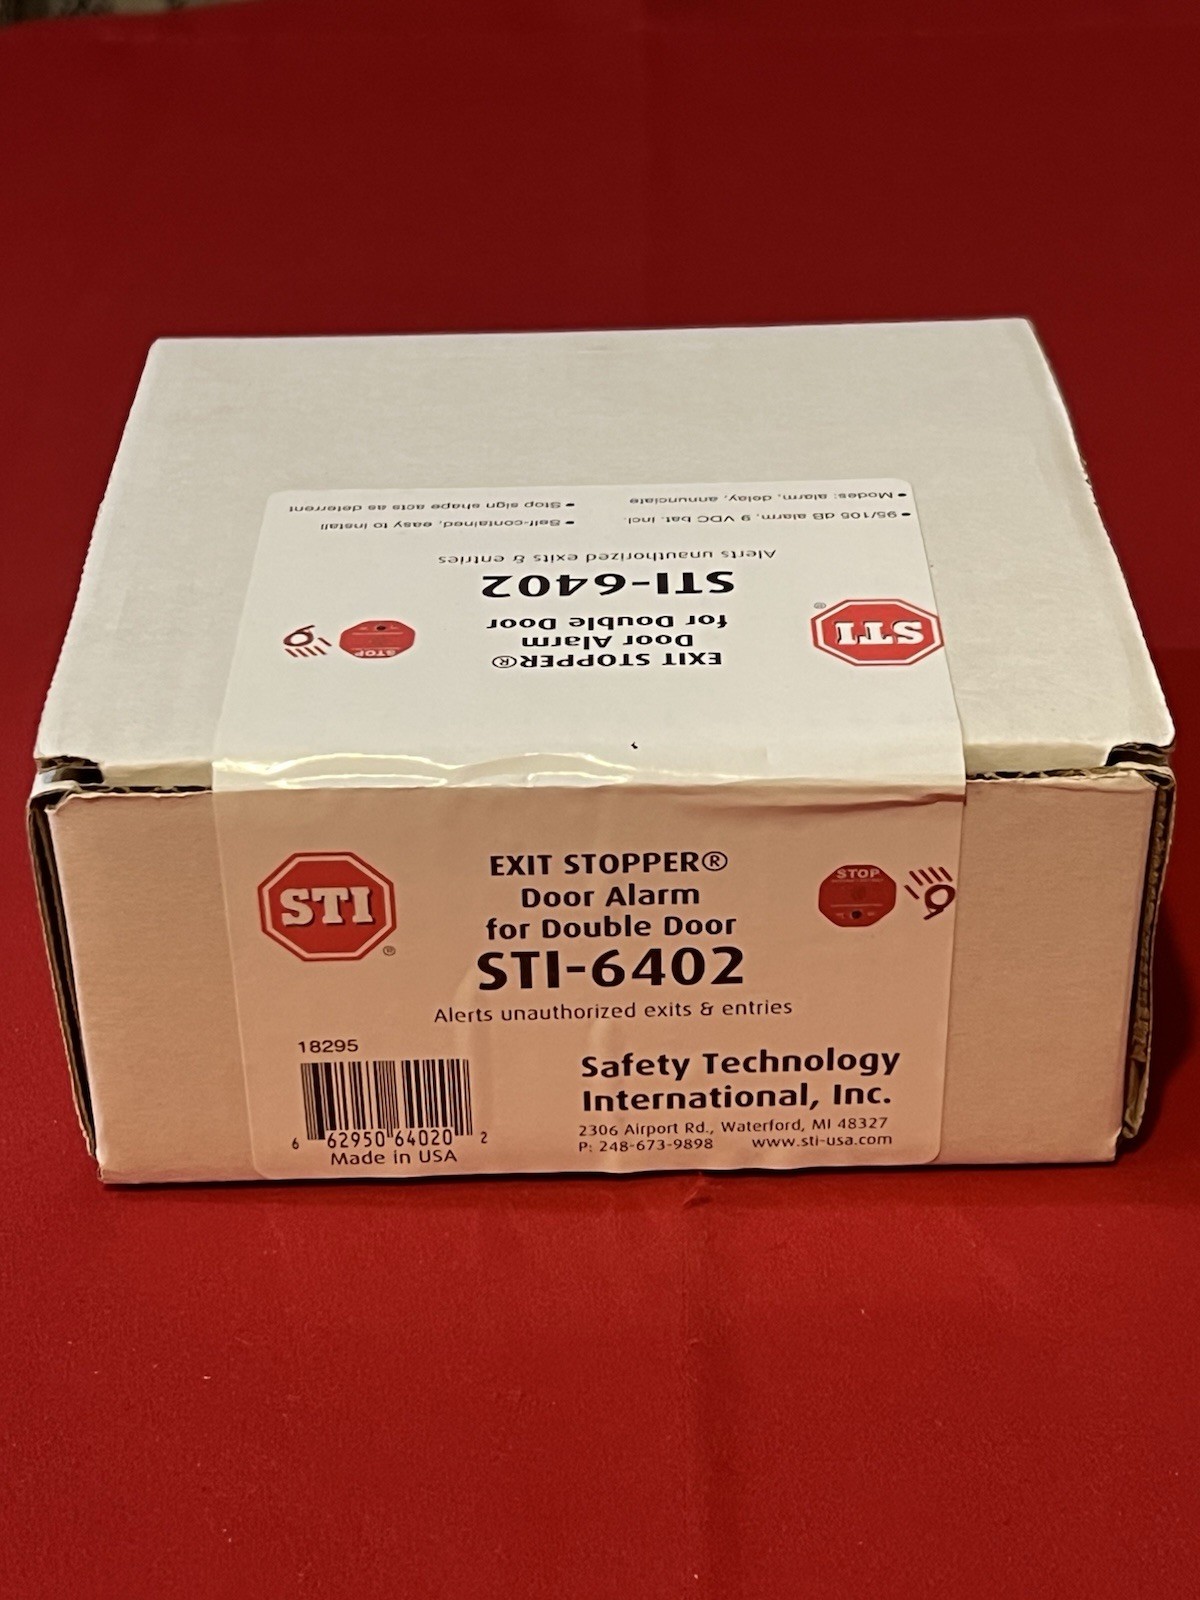 • Modes: alarm, delay, annunciate
• Stop sign shape acts as deterrent
• 95/105 dB alarm, 9 VDC bat. incl.
• Self-contained, easy to install
Alerts unauthorized exits & entries
STI-6402
for Double Door
Door Alarm
EXIT STOPPER®
STI
®
STOP
STI
®
EXIT STOPPER®
Door Alarm
for Double Door
STI-6402
Alerts unauthorized exits & entries
STOP
18295
6 62950 64020 2
Made in USA
Safety Technology
International, Inc.
2306 Airport Rd., Waterford, MI 48327
P: 248-673-9898 www.sti-usa.com